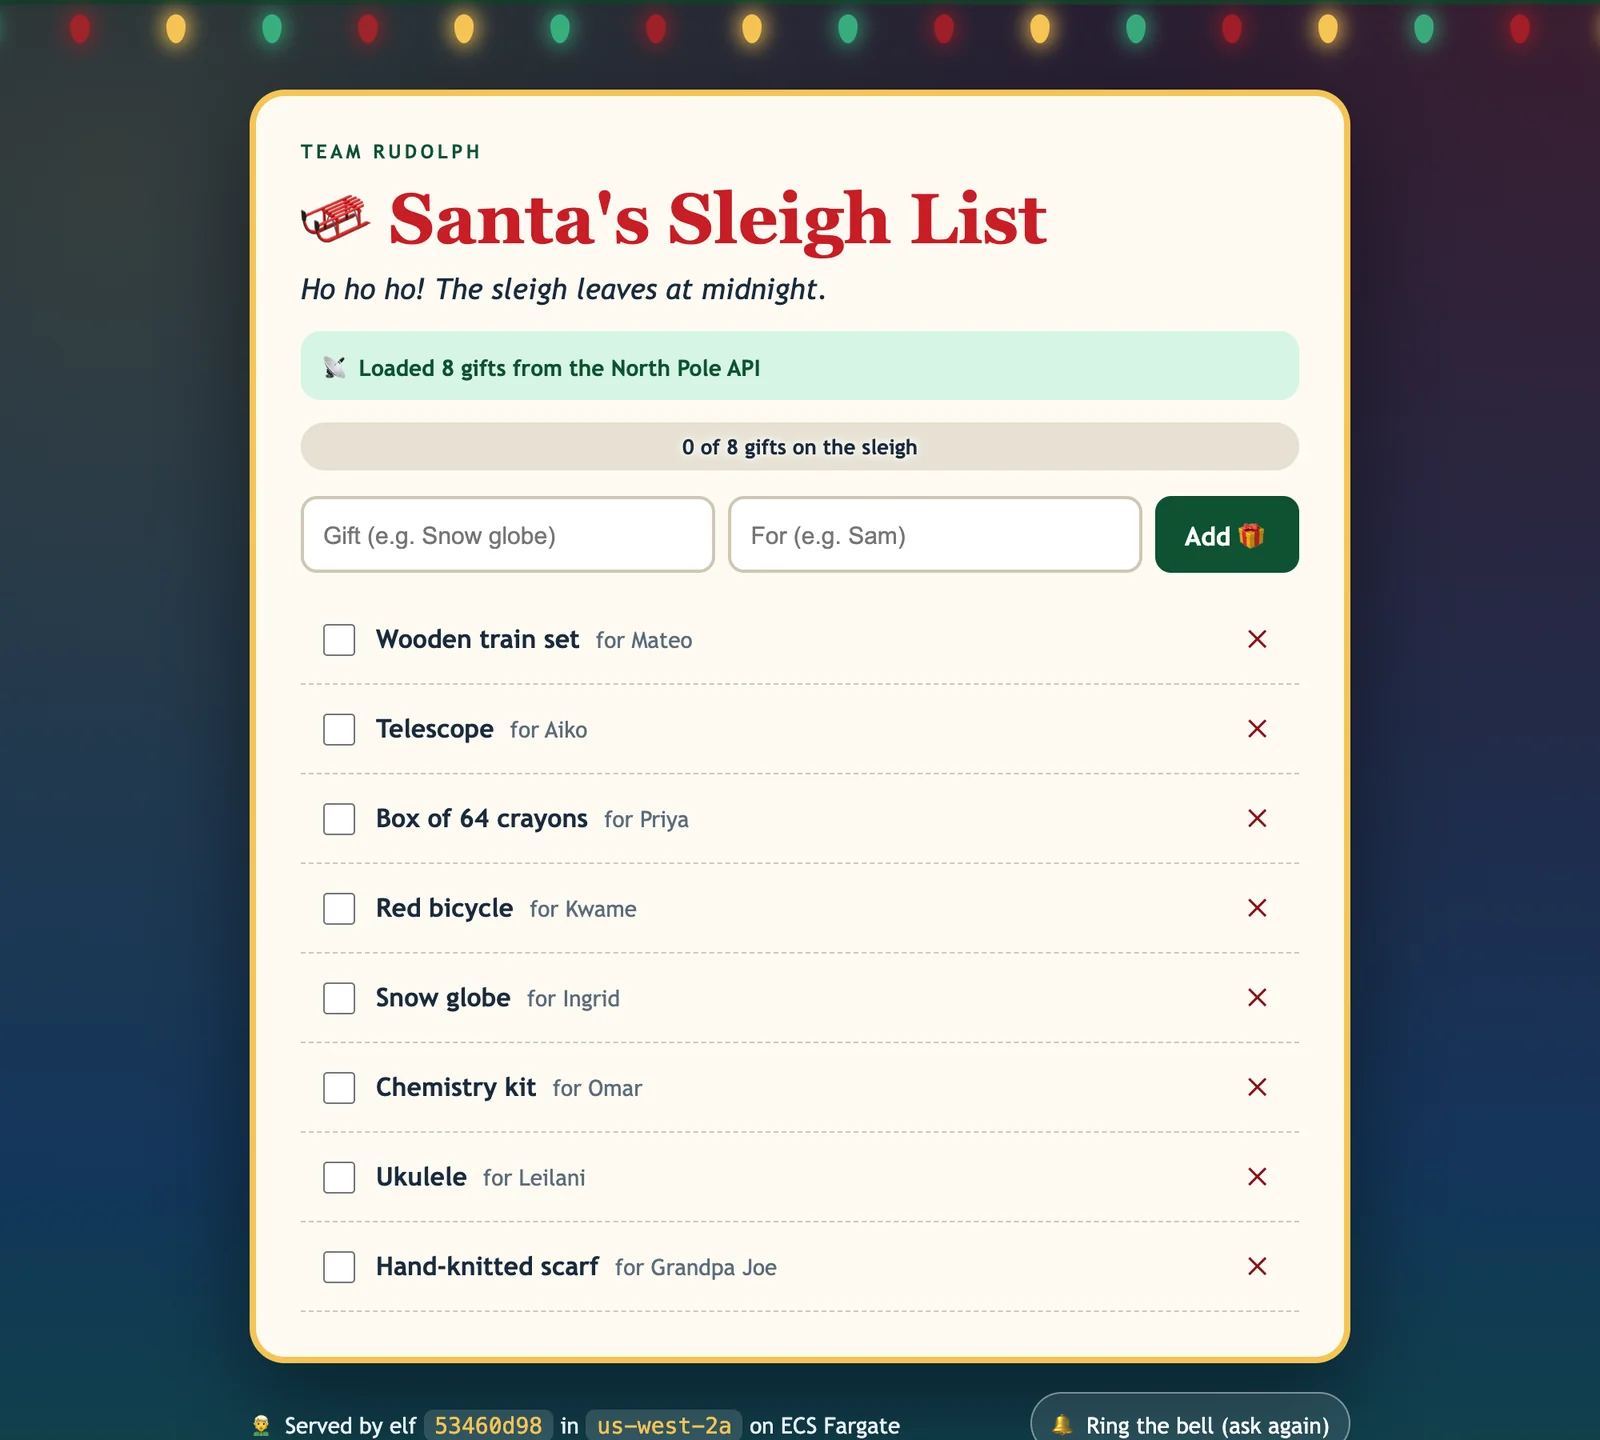 TEAM RUDOLPH
Santa's Sleigh List
Ho ho ho! The sleigh leaves at midnight.
Loaded 8 gifts from the North Pole API
0 of 8 gifts on the sleigh
Gift (e.g. Snow globe) For (e.g. Sam) Add
Wooden train set for Mateo
Telescope for Aiko
Box of 64 crayons for Priya
Red bicycle for Kwame
Snow globe for Ingrid
Chemistry kit for Omar
Ukulele for Leilani
Hand-knitted scarf for Grandpa Joe
Served by elf 53460d98 in us-west-2a on ECS Fargate Ring the bell (ask again)